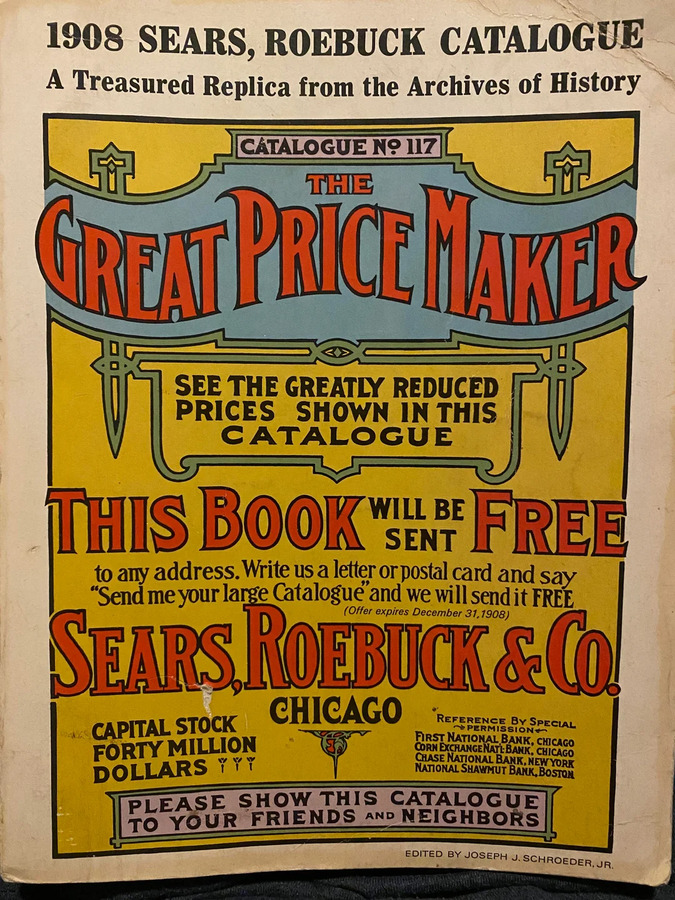 1908 SEARS, ROEBUCK CATALOGUE
A Treasured Replica from the Archives of History
CATALOGUE No 117
THE
GREAT PRICE MAKER
SEE THE GREATLY REDUCED
PRICES SHOWN IN THIS
CATALOGUE
THIS BOOK WILL BE SENT FREE
to any address. Write us a letter or postal card and say
"Send me your large Catalogue" and we will send it FREE
(Offer expires December 31, 1908)
SEARS, ROEBUCK & CO.
CHICAGO
CAPITAL STOCK
FORTY MILLION
DOLLARS
REFERENCE BY SPECIAL
PERMISSION
FIRST NATIONAL BANK, CHICAGO
CORN EXCHANGE NAT'L BANK, CHICAGO
CHASE NATIONAL BANK, NEW YORK
NATIONAL SHAWMUT BANK, BOSTON
PLEASE SHOW THIS CATALOGUE
TO YOUR FRIENDS AND NEIGHBORS
EDITED BY JOSEPH J. SCHROEDER, JR.